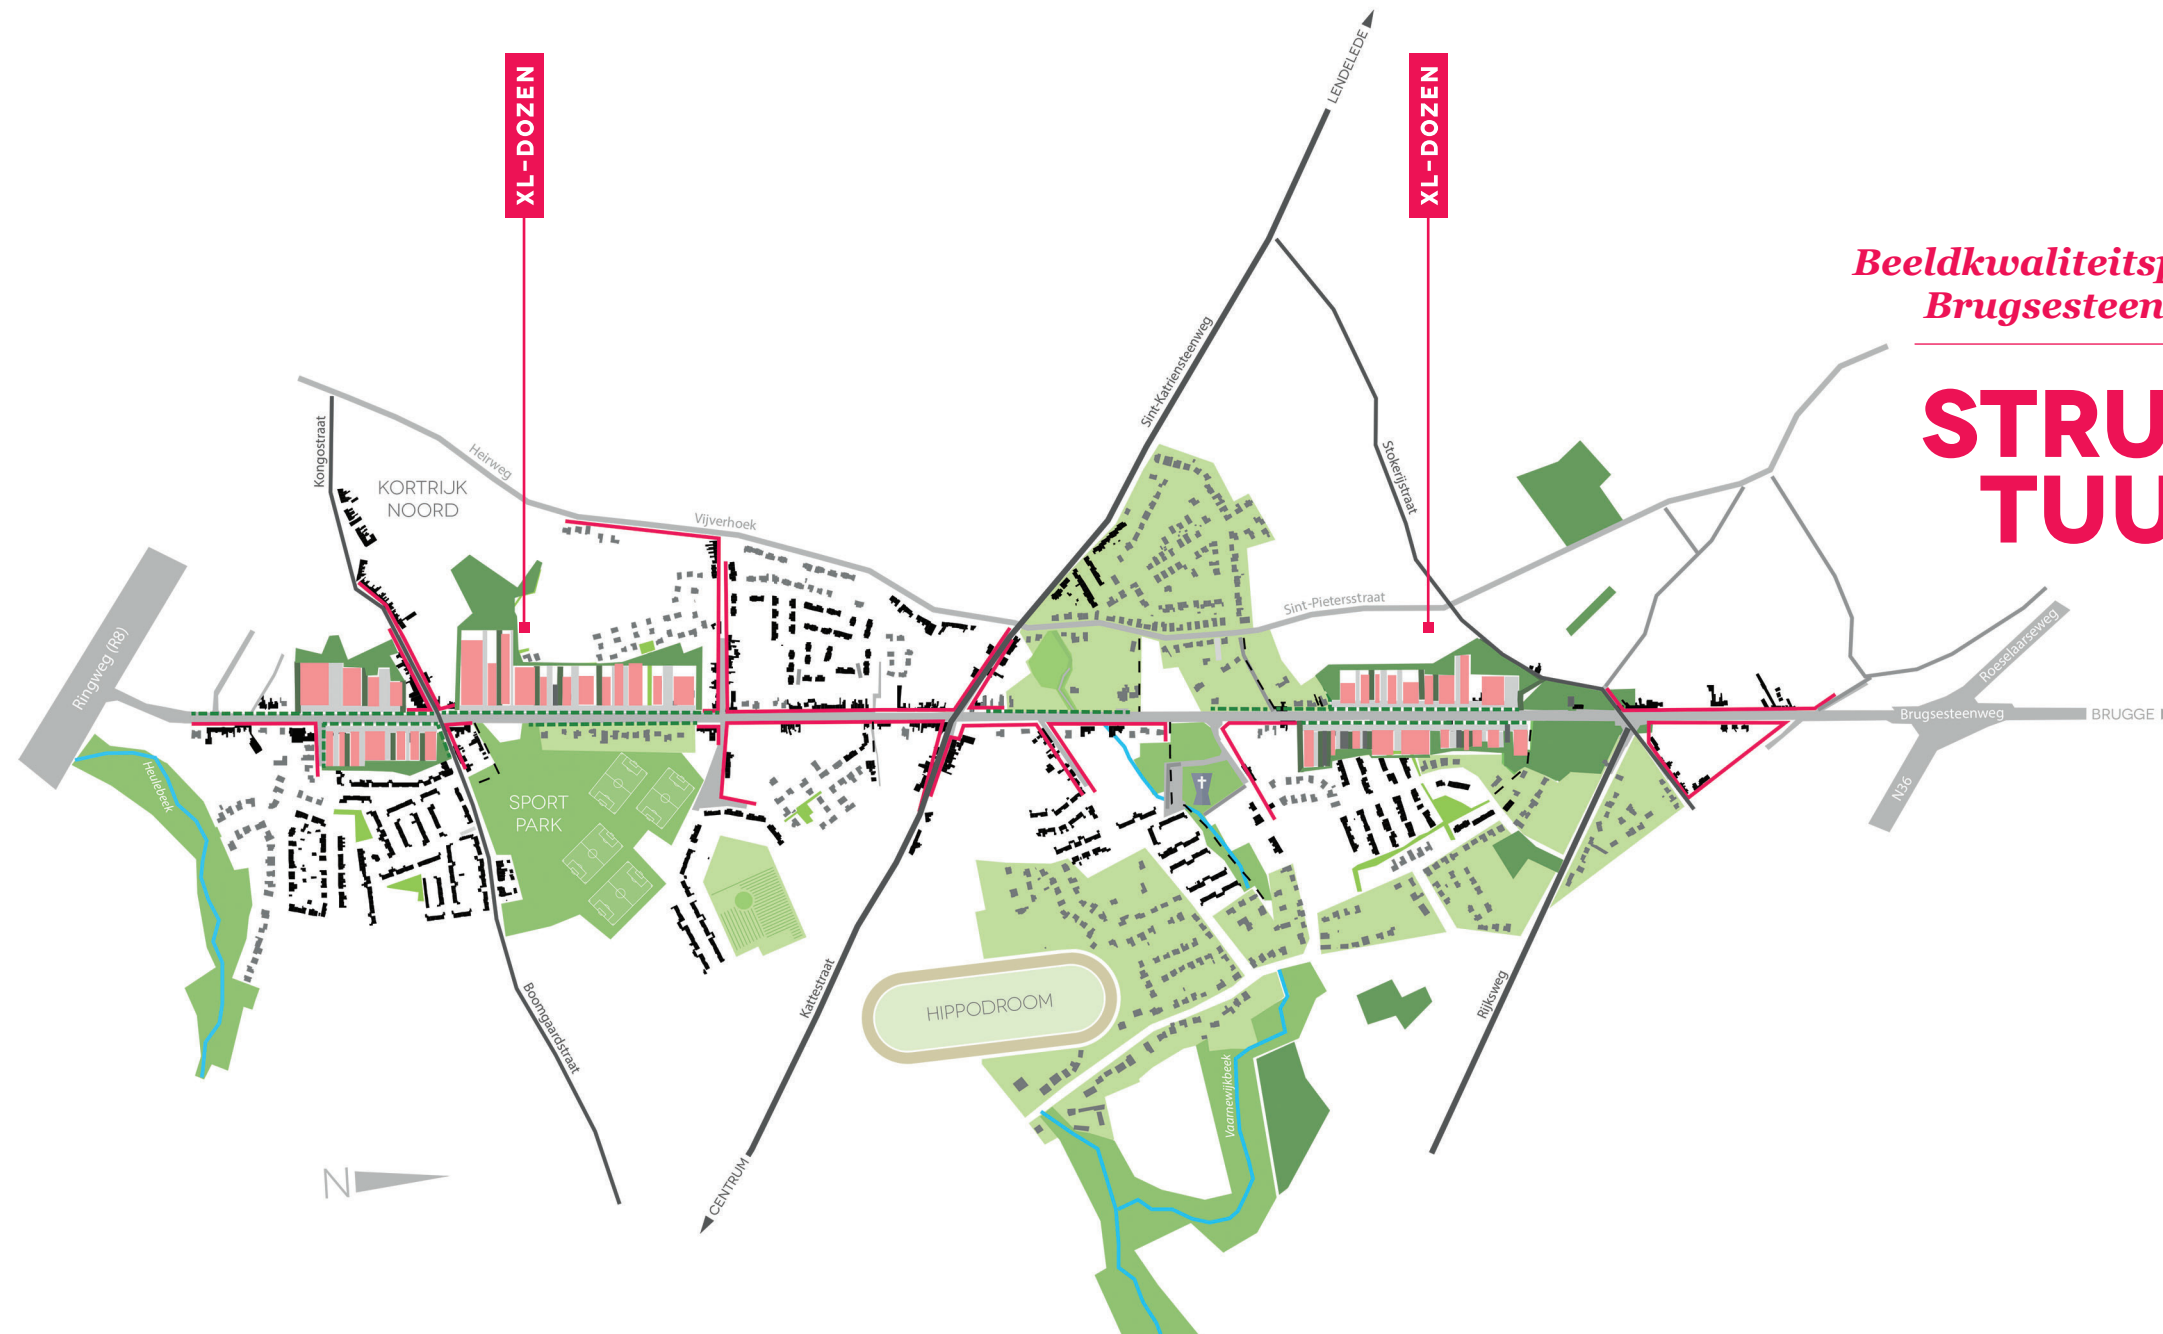 XL-DOZEN
XL-DOZEN
LENDELEDE
Beeldkwaliteitsp
Brugsesteen
STRU
TUU
Sint-Katriensteenweg
Kongostraat
Heirweg
KORTRIJK
NOORD
Stokerijstraat
Vijverhoek
Sint-Pietersstraat
Ringweg (R8)
Roeselaarseweg
Brugsesteenweg
BRUGGE
Heulebeek
N36
SPORT
PARK
Boomgaardstraat
Kattestraat
HIPPODROOM
Rijksweg
Vaarnewijkbeek
N
CENTRUM